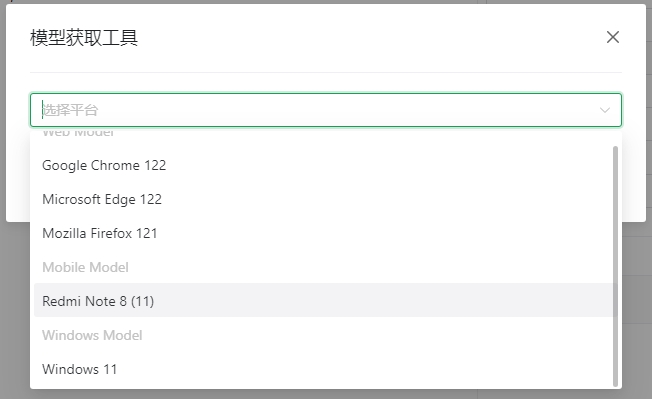 模型获取工具
选择平台
Web Model
Google Chrome 122
Microsoft Edge 122
Mozilla Firefox 121
Mobile Model
Redmi Note 8 (11)
Windows Model
Windows 11